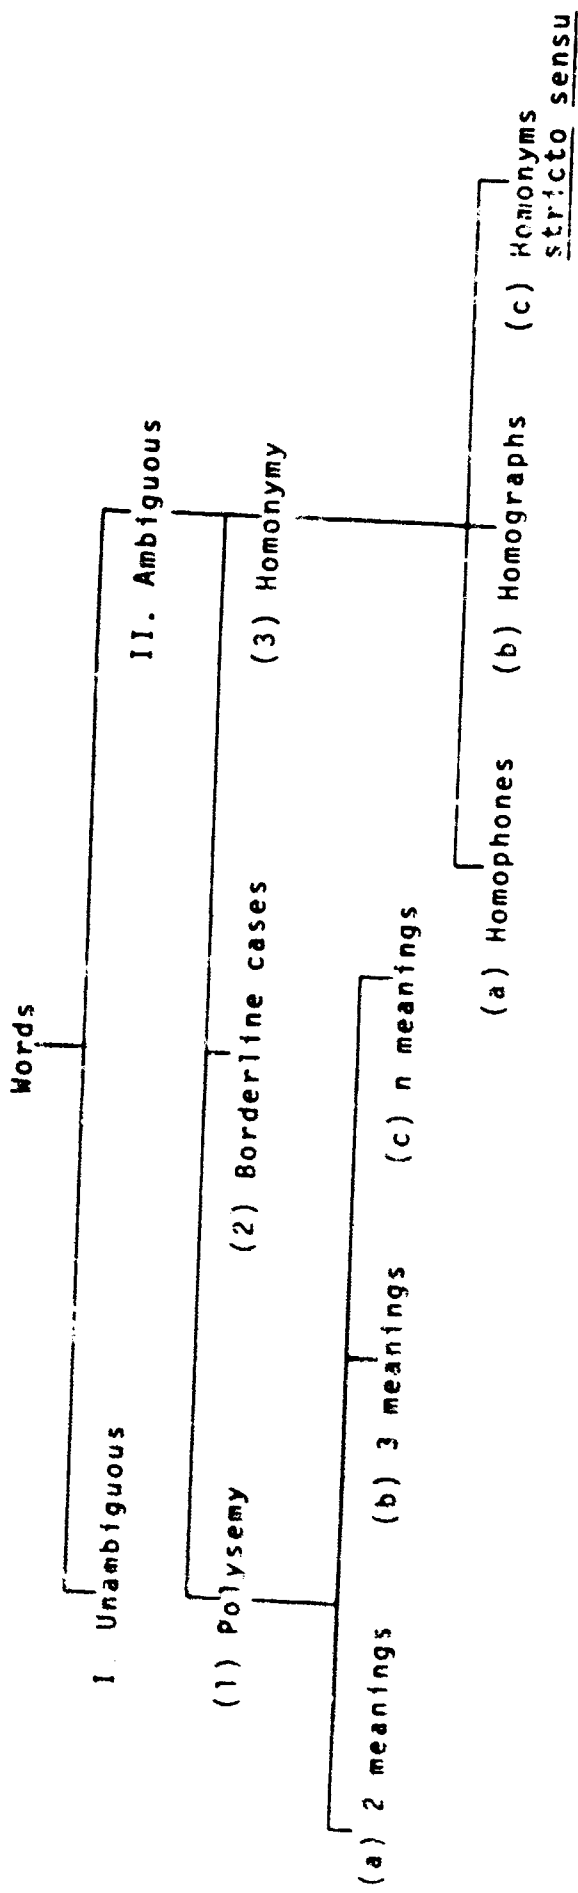 Words
I. Unambiguous
II. Ambiguous
(1) Polysemy
(2) Borderline cases
(3) Homonymy
(a) 2 meanings
(b) 3 meanings
(c) n meanings
(a) Homophones
(b) Homographs
(c) Homonyms
stricto sensu